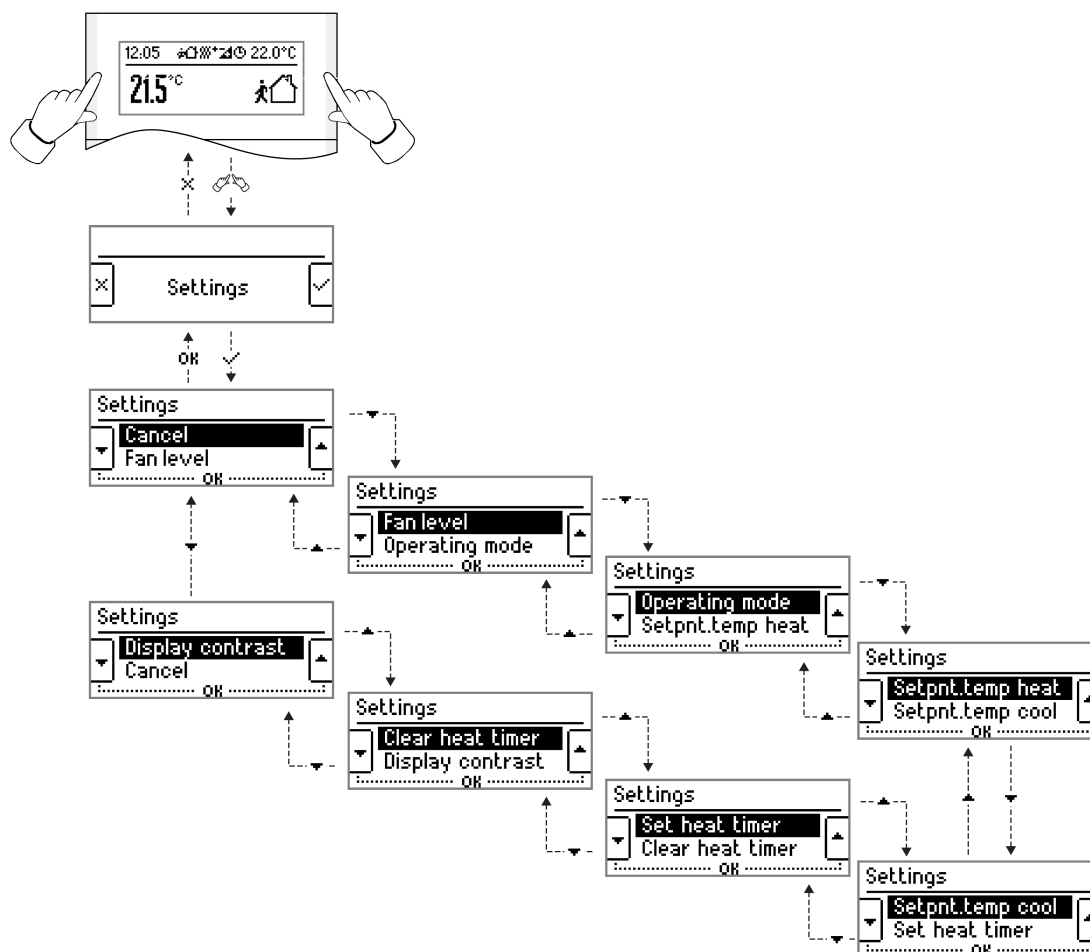 12:05 22.0°C
21.5°C
Settings
OK
Settings
Cancel
Fan level
OK
Settings
Fan level
Operating mode
OK
Settings
Operating mode
Setpnt.temp heat
OK
Settings
Setpnt.temp heat
Setpnt.temp cool
OK
Settings
Display contrast
Cancel
OK
Settings
Clear heat timer
Display contrast
OK
Settings
Set heat timer
Clear heat timer
OK
Settings
Setpnt.temp cool
Set heat timer
OK